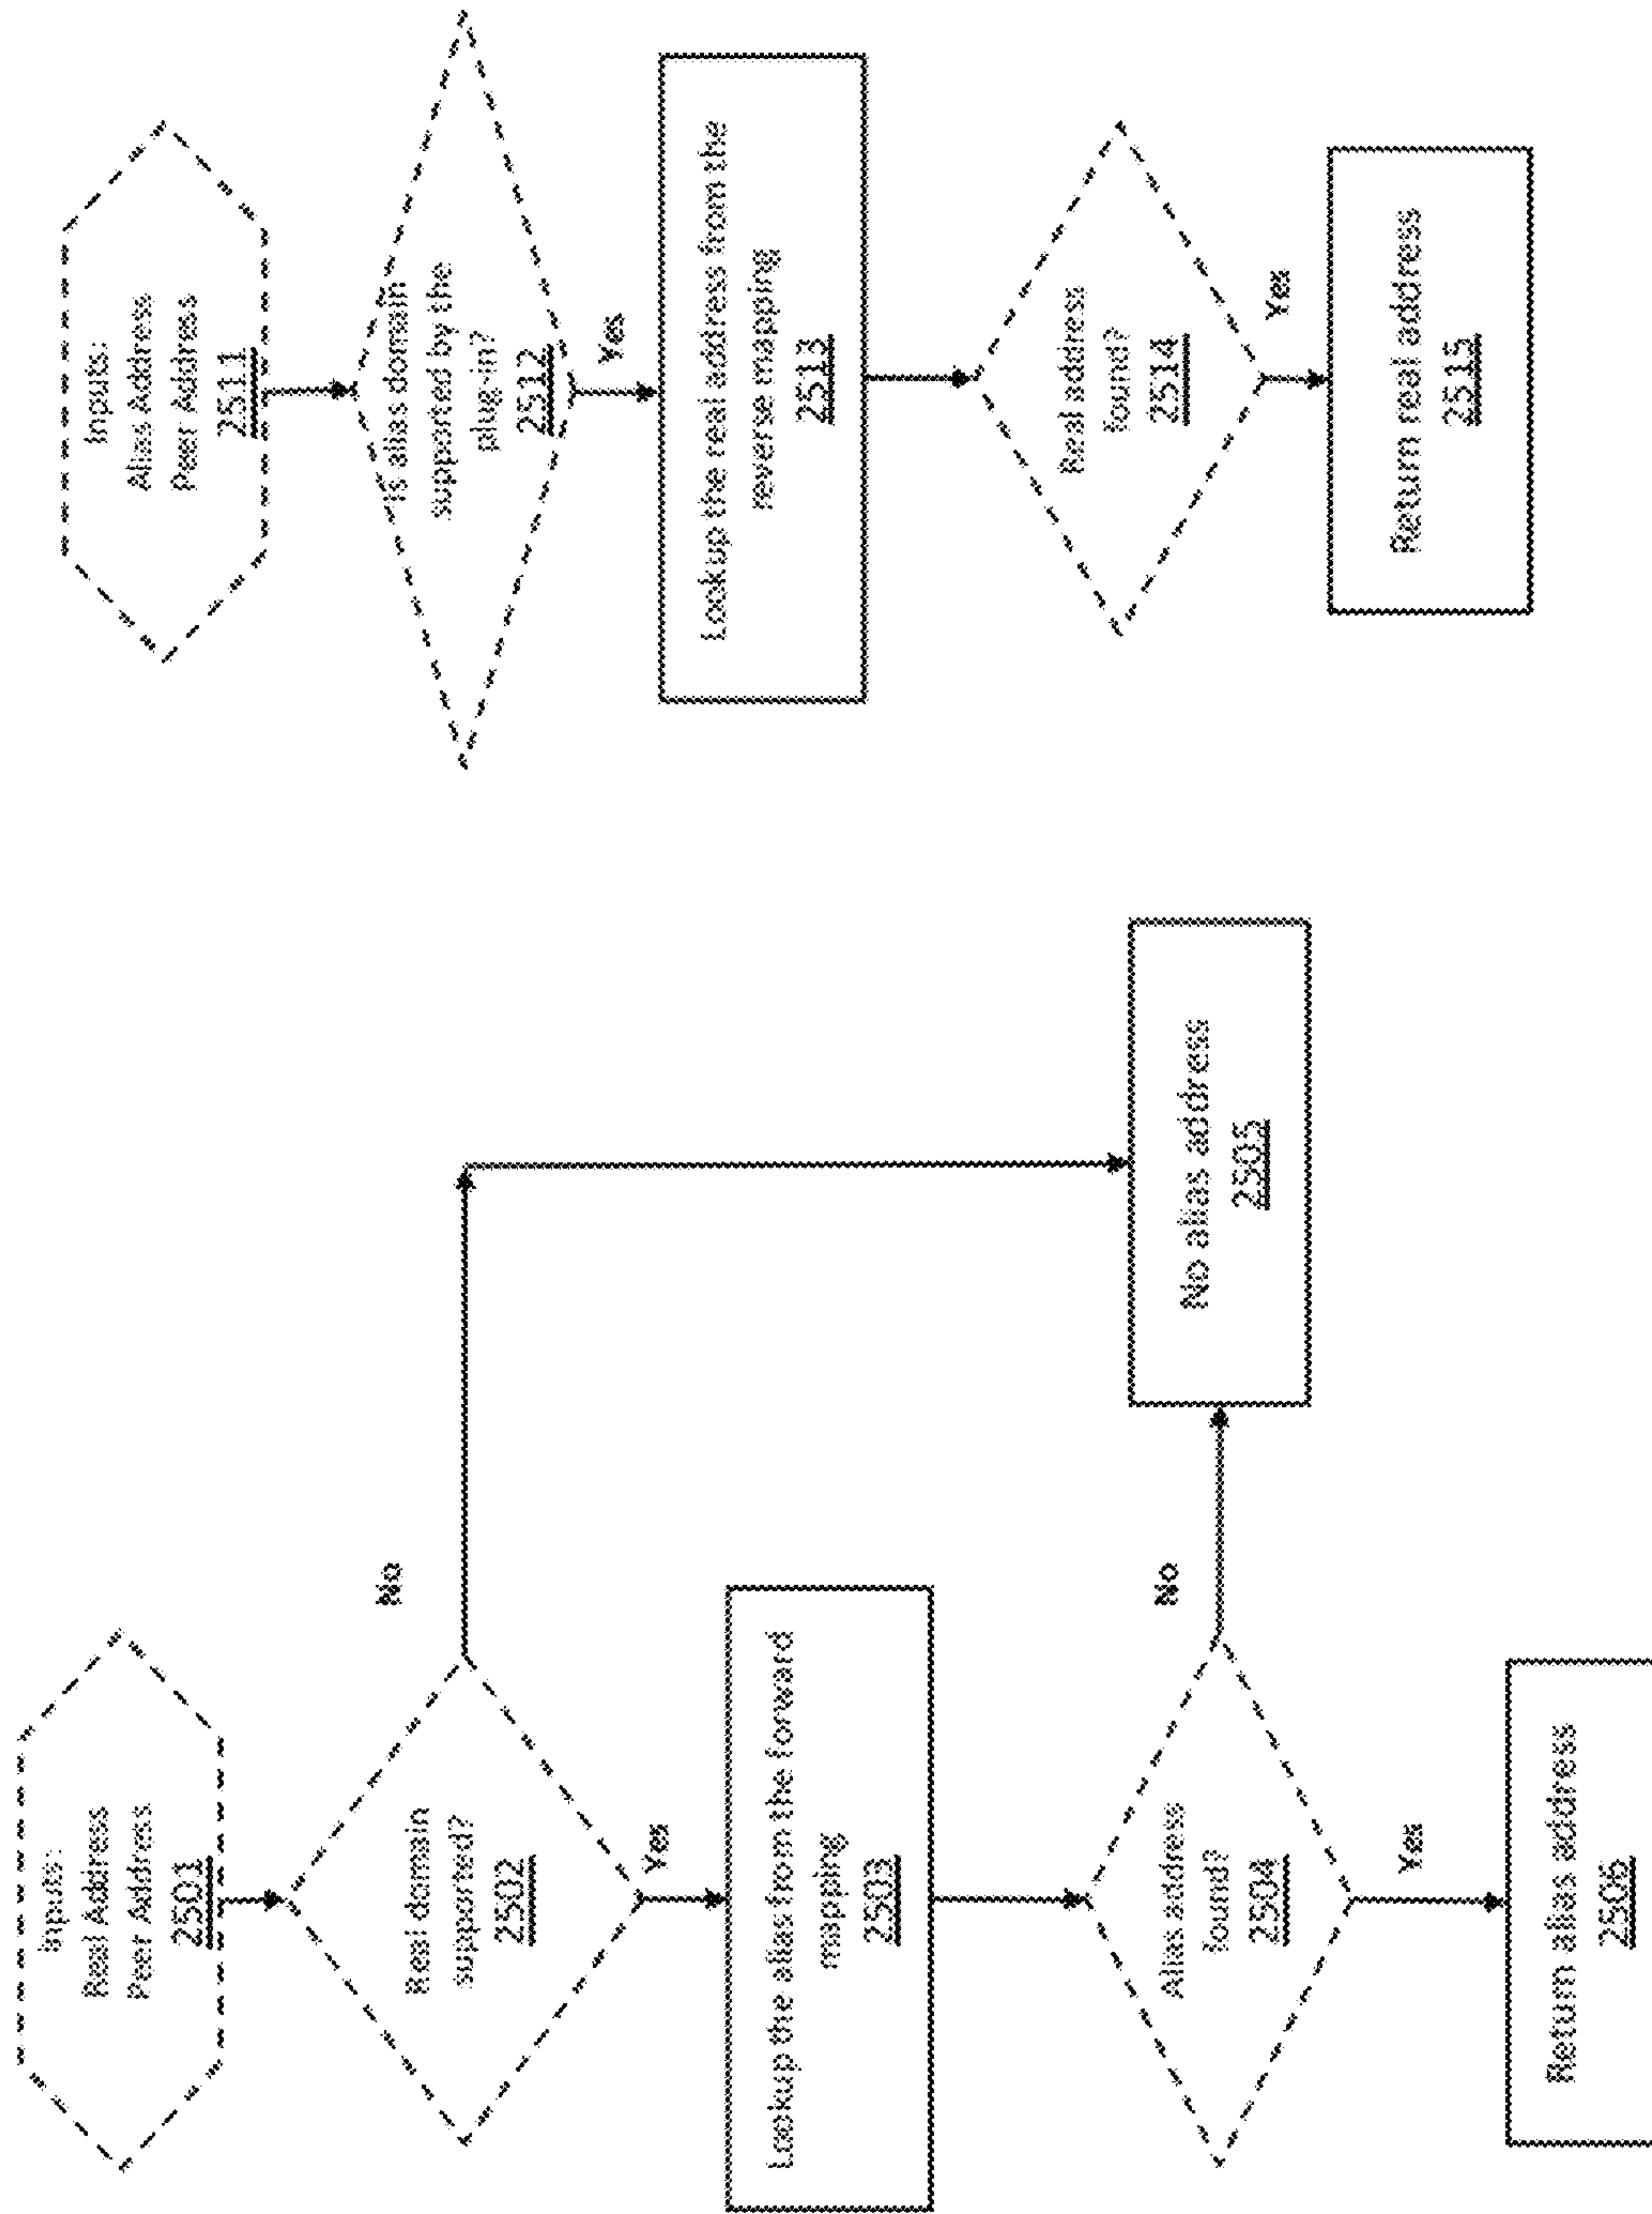 Inputs:
Real Address
Peer Address
2501
Real domain
supported?
2502
No
Yes
Lookup the alias from the forward
mapping
2503
Alias address
found?
2504
No
Yes
No alias address
2505
Return alias address
2506
Inputs:
Alias Address
Peer Address
2511
Is alias domain
supported by the
plug-in?
2512
Yes
Lookup the real address from the
reverse mapping
2513
Real address
found?
2514
Yes
Return real address
2515